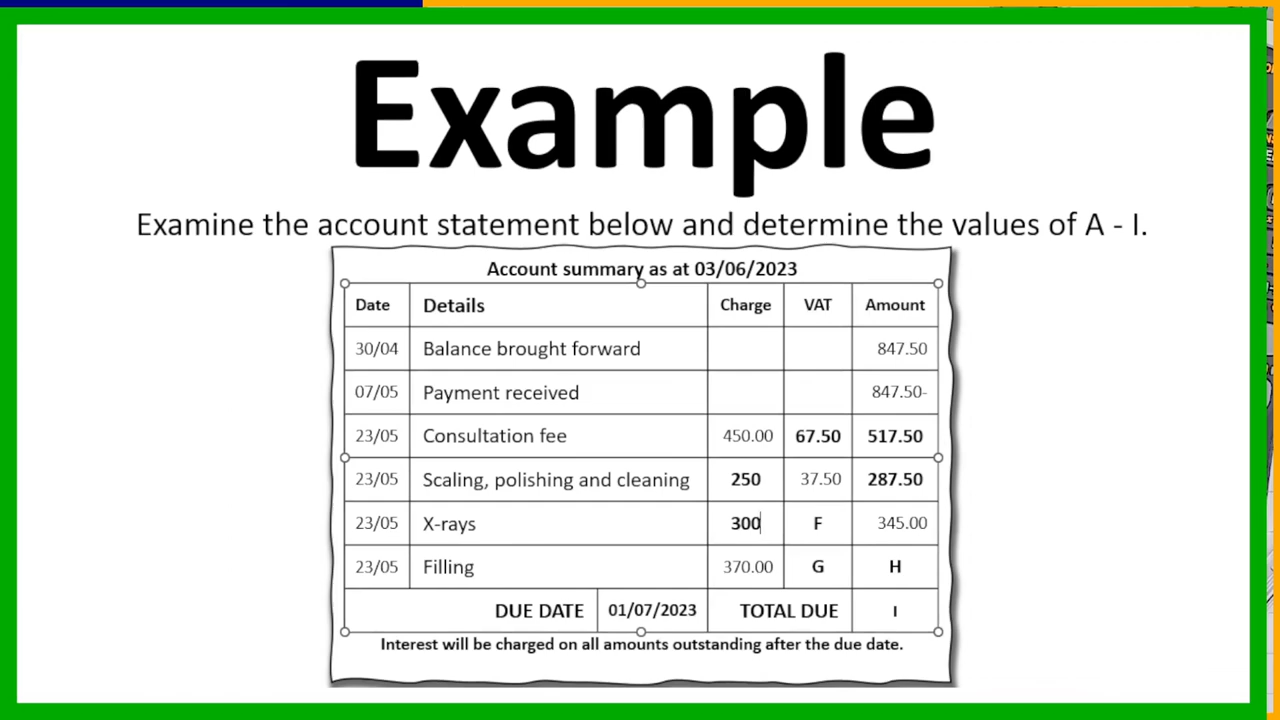 Example
Examine the account statement below and determine the values of A - I.
Account summary as at 03/06/2023
Date Details Charge VAT Amount
30/04 Balance brought forward 847.50
07/05 Payment received 847.50-
23/05 Consultation fee 450.00 67.50 517.50
23/05 Scaling, polishing and cleaning 250 37.50 287.50
23/05 X-rays 300 F 345.00
23/05 Filling 370.00 G H
DUE DATE 01/07/2023 TOTAL DUE I
Interest will be charged on all amounts outstanding after the due date.